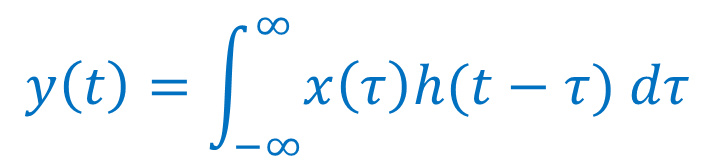 y(t) = ∫_{-∞}^{∞} x(τ)h(t − τ) dτ